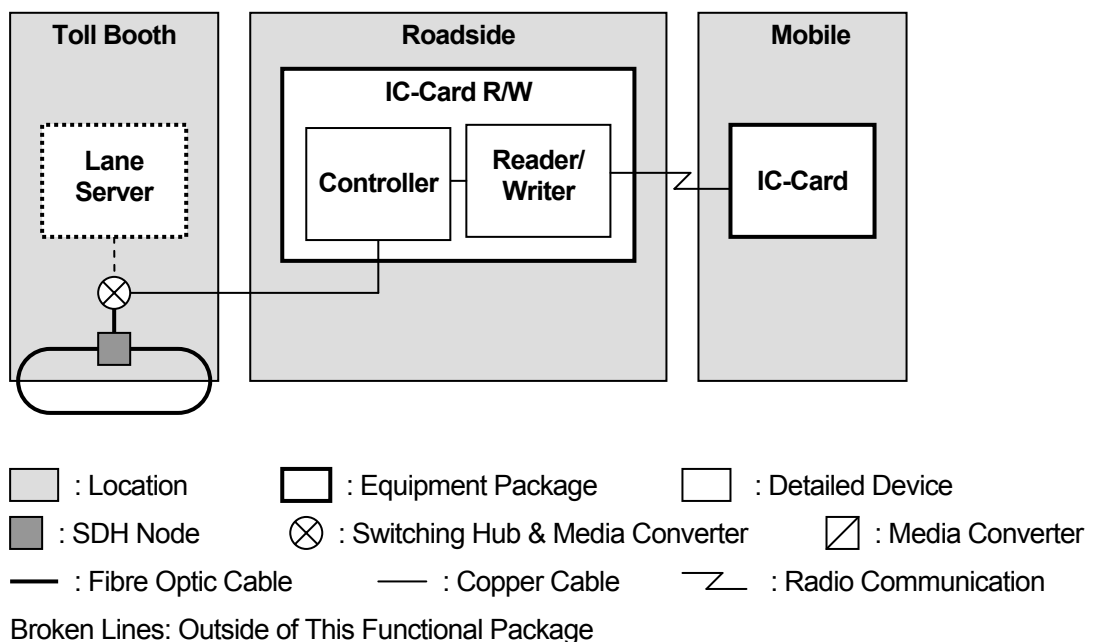 Toll Booth
Roadside
Mobile
IC-Card R/W
Lane
Server
Controller
Reader/
Writer
IC-Card
: Location
: Equipment Package
: Detailed Device
: SDH Node
: Switching Hub & Media Converter
: Media Converter
: Fibre Optic Cable
: Copper Cable
: Radio Communication
Broken Lines: Outside of This Functional Package